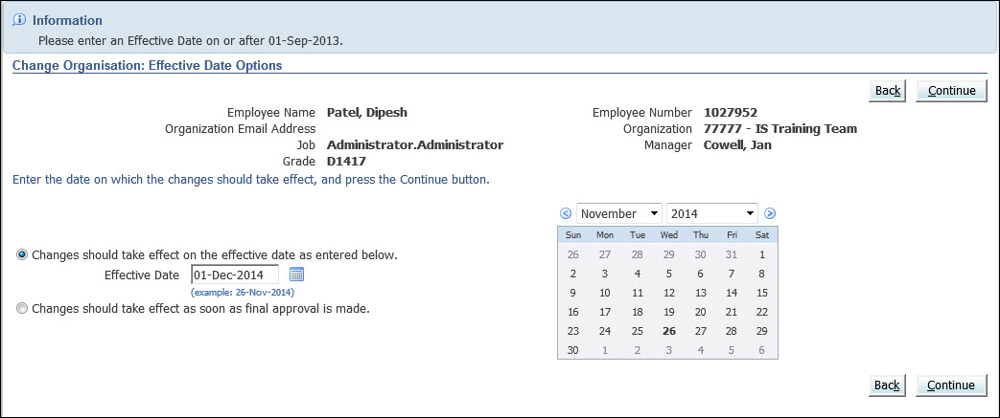 Information
Please enter an Effective Date on or after 01-Sep-2013.
Change Organisation: Effective Date Options
Back Continue
Employee Name Patel, Dipesh Employee Number 1027952
Organization Email Address Organization 77777 - IS Training Team
Job Administrator.Administrator Manager Cowell, Jan
Grade D1417
Enter the date on which the changes should take effect, and press the Continue button.
November 2014
Sun Mon Tue Wed Thu Fri Sat
26 27 28 29 30 31 1
2 3 4 5 6 7 8
9 10 11 12 13 14 15
16 17 18 19 20 21 22
23 24 25 26 27 28 29
30 1 2 3 4 5 6
Changes should take effect on the effective date as entered below.
Effective Date 01-Dec-2014
(example: 26-Nov-2014)
Changes should take effect as soon as final approval is made.
Back Continue